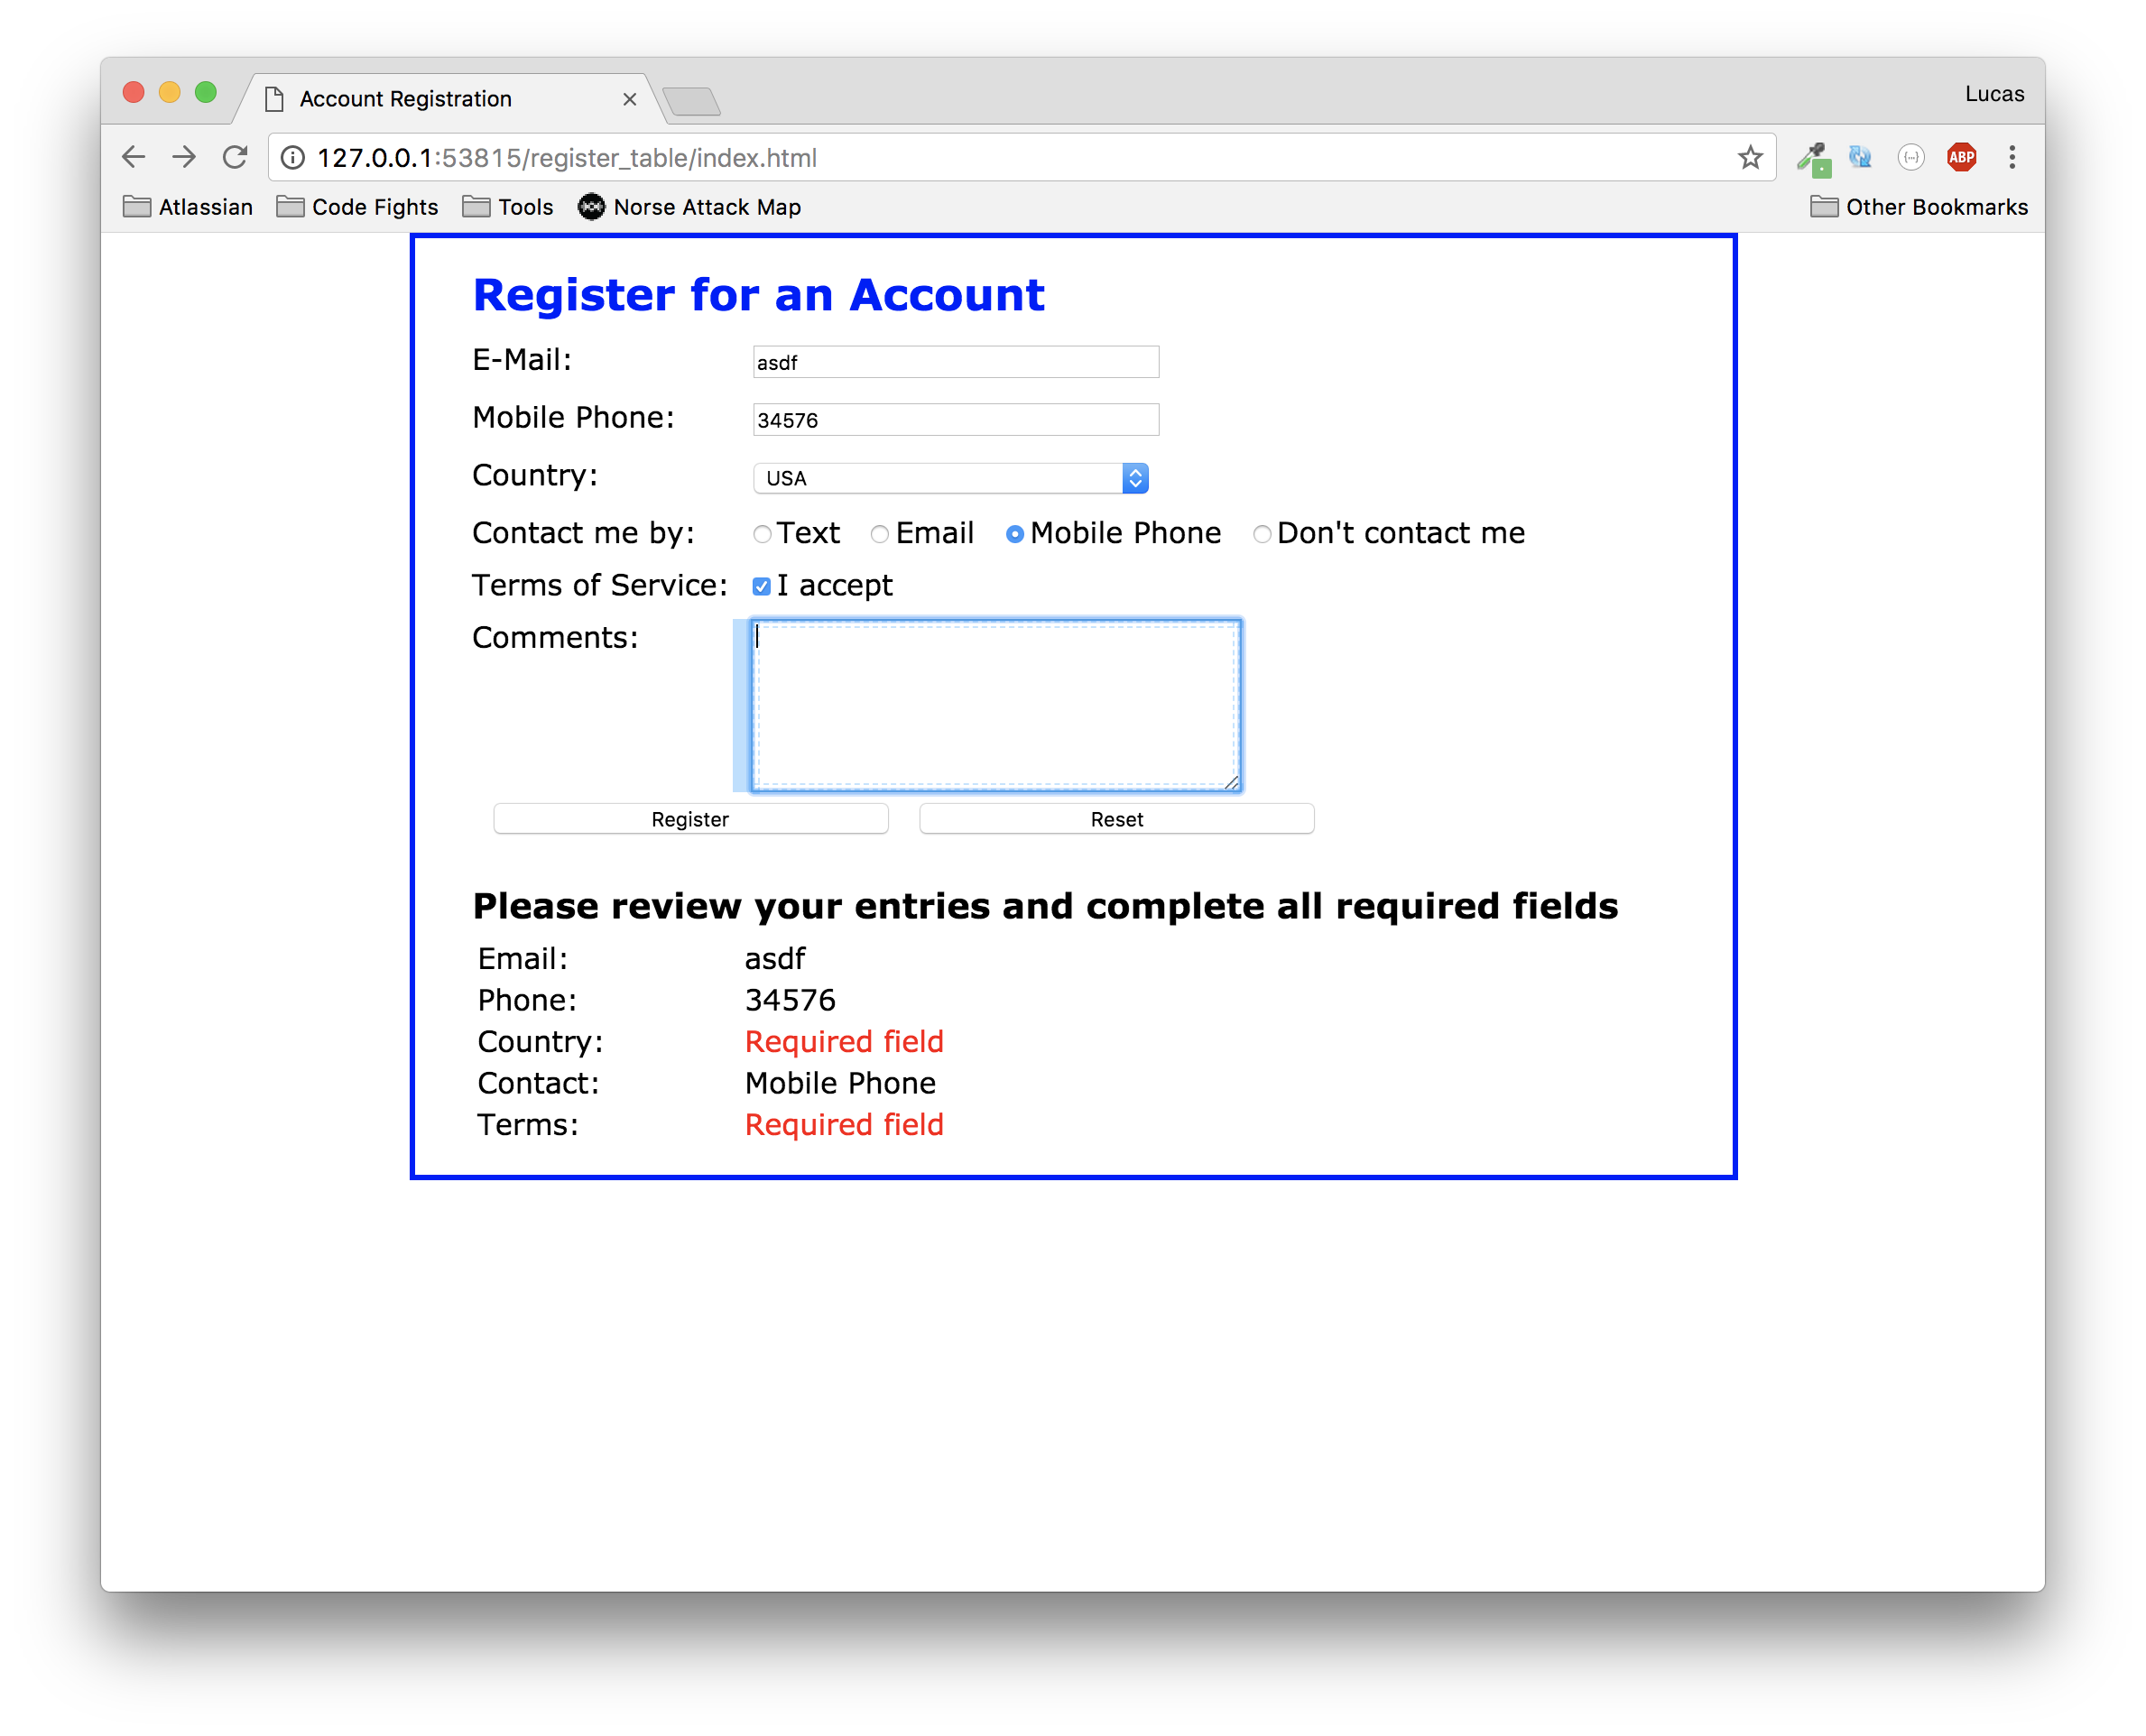 Account Registration
Lucas
127.0.0.1:53815/register_table/index.html
ABP
Atlassian Code Fights Tools Norse Attack Map Other Bookmarks
Register for an Account
E-Mail: asdf
Mobile Phone: 34576
Country: USA
Contact me by: Text Email Mobile Phone Don't contact me
Terms of Service: I accept
Comments:
Register Reset
Please review your entries and complete all required fields
Email: asdf
Phone: 34576
Country: Required field
Contact: Mobile Phone
Terms: Required field